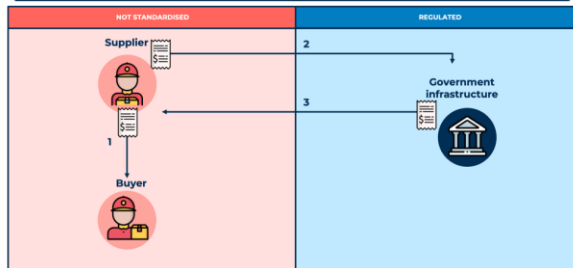 NOT STANDARDISED
REGULATED
Supplier
2
Government
infrastructure
3
1
Buyer